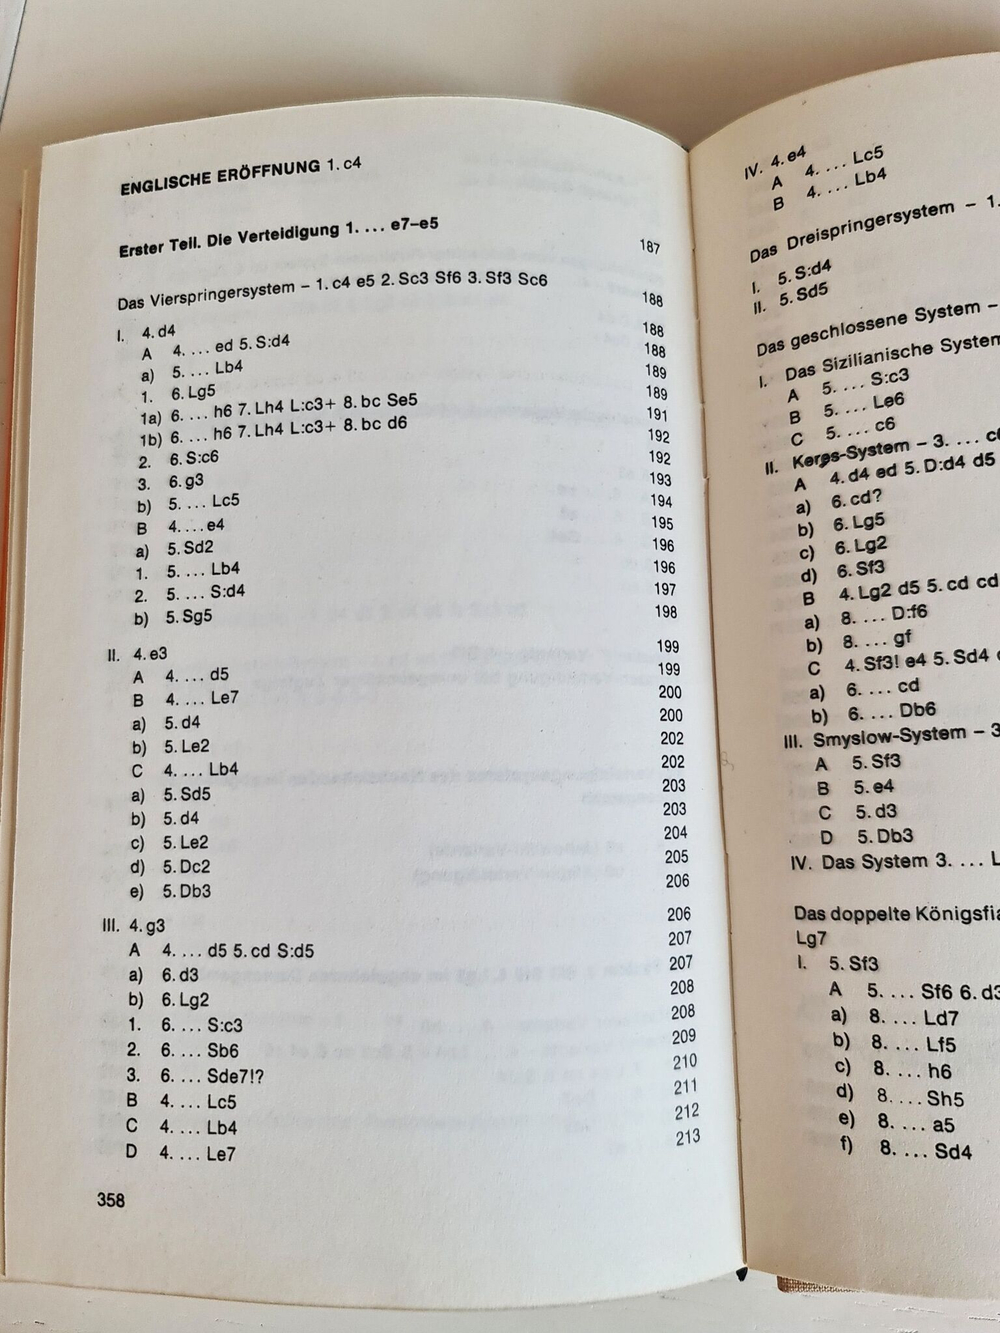 ENGLISCHE ERÖFFNUNG 1. c4
Erster Teil. Die Verteidigung 1. ... e7–e5 187
Das Vierspringersystem – 1. c4 e5 2. Sc3 Sf6 3. Sf3 Sc6 188
I. 4. d4 188
A 4. ... ed 5. S:d4 188
a) 5. ... Lb4 189
1. 6. Lg5 189
1a) 6. ... h6 7. Lh4 L:c3+ 8. bc Se5 191
1b) 6. ... h6 7. Lh4 L:c3+ 8. bc d6 192
2. 6. S:c6 192
3. 6. g3 193
b) 5. ... Lc5 194
B 4. ... e4 195
a) 5. Sd2 196
1. 5. ... Lb4 196
2. 5. ... S:d4 197
b) 5. Sg5 198
II. 4. e3 199
A 4. ... d5 199
B 4. ... Le7 200
a) 5. d4 200
b) 5. Le2 202
C 4. ... Lb4 202
a) 5. Sd5 203
b) 5. d4 203
c) 5. Le2 204
d) 5. Dc2 205
e) 5. Db3 206
III. 4. g3 206
A 4. ... d5 5. cd S:d5 207
a) 6. d3 207
b) 6. Lg2 208
1. 6. ... S:c3 208
2. 6. ... Sb6 209
3. 6. ... Sde7!? 210
B 4. ... Lc5 211
C 4. ... Lb4 212
D 4. ... Le7 213
358
IV. 4. e4
A 4. ... Lc5
B 4. ... Lb4
Das Dreispringersystem – 1.
I. 5. S:d4
II. 5. Sd5
Das geschlossene System –
I. Das Sizilianische System
A 5. ... S:c3
B 5. ... Le6
C 5. ... c6
II. Keres-System – 3. ... c6
A 4. d4 ed 5. D:d4 d5
a) 6. cd?
b) 6. Lg5
c) 6. Lg2
d) 6. Sf3
B 4. Lg2 d5 5. cd cd
a) 8. ... D:f6
b) 8. ... gf
C 4. Sf3! e4 5. Sd4
a) 6. ... cd
b) 6. ... Db6
III. Smyslow-System – 3
A 5. Sf3
B 5. e4
C 5. d3
D 5. Db3
IV. Das System 3. ... L
Das doppelte Königsfia
Lg7
I. 5. Sf3
A 5. ... Sf6 6. d3
a) 8. ... Ld7
b) 8. ... Lf5
c) 8. ... h6
d) 8. ... Sh5
e) 8. ... a5
f) 8. ... Sd4